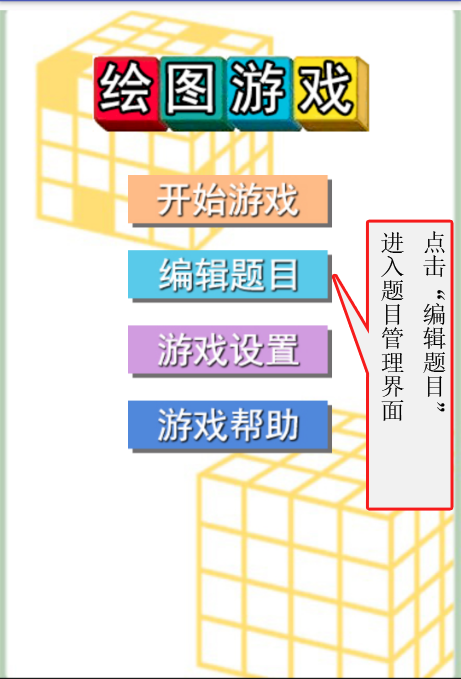 绘图游戏
开始游戏
编辑题目
游戏设置
游戏帮助
点击“编辑题目”
进入题目管理界面